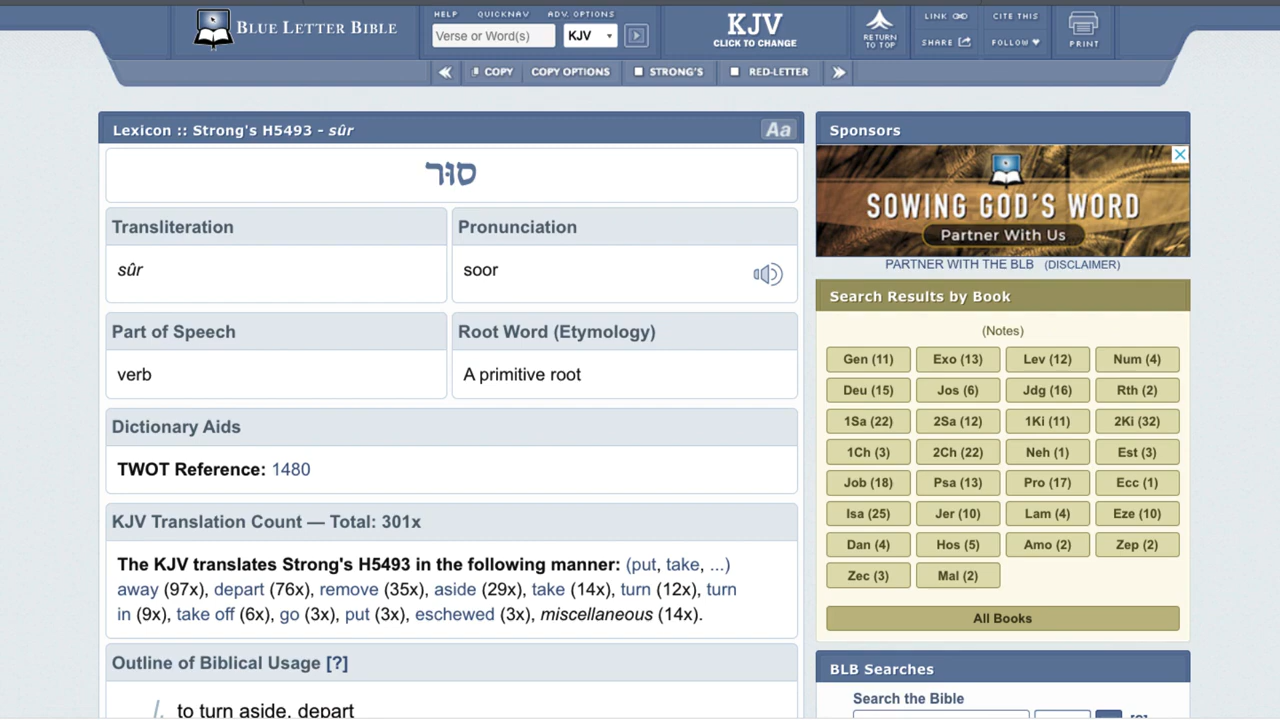 BLUE LETTER BIBLE
HELP QUICKNAV ADV. OPTIONS
Verse or Word(s) KJV
KJV
CLICK TO CHANGE
RETURN
TO TOP
LINK CITE THIS
SHARE FOLLOW
PRINT
COPY COPY OPTIONS STRONG'S RED-LETTER
Lexicon :: Strong's H5493 - sûr Aa
סוּר
Transliteration
sûr
Pronunciation
soor
Part of Speech
verb
Root Word (Etymology)
A primitive root
Dictionary Aids
TWOT Reference: 1480
KJV Translation Count — Total: 301x
The KJV translates Strong's H5493 in the following manner: (put, take, ...)
away (97x), depart (76x), remove (35x), aside (29x), take (14x), turn (12x), turn
in (9x), take off (6x), go (3x), put (3x), eschewed (3x), miscellaneous (14x).
Outline of Biblical Usage [?]
I. to turn aside, depart
Sponsors
SOWING GOD'S WORD
Partner With Us
PARTNER WITH THE BLB (DISCLAIMER)
Search Results by Book
(Notes)
Gen (11) Exo (13) Lev (12) Num (4)
Deu (15) Jos (6) Jdg (16) Rth (2)
1Sa (22) 2Sa (12) 1Ki (11) 2Ki (32)
1Ch (3) 2Ch (22) Neh (1) Est (3)
Job (18) Psa (13) Pro (17) Ecc (1)
Isa (25) Jer (10) Lam (4) Eze (10)
Dan (4) Hos (5) Amo (2) Zep (2)
Zec (3) Mal (2)
All Books
BLB Searches
Search the Bible
[?]